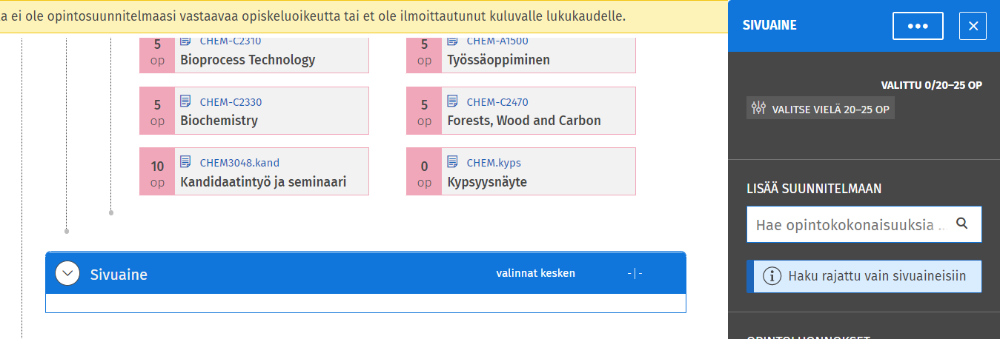 a ei ole opintosuunnitelmaasi vastaavaa opiskeluoikeutta tai et ole ilmoittautunut kuluvalle lukukaudelle.
5 op CHEM-C2310
Bioprocess Technology
5 op CHEM-A1500
Työssäoppiminen
5 op CHEM-C2330
Biochemistry
5 op CHEM-C2470
Forests, Wood and Carbon
10 op CHEM3048.kand
Kandidaatintyö ja seminaari
0 op CHEM.kyps
Kypsyysnäyte
Sivuaine valinnat kesken - | -
SIVUAINE
VALITTU 0/20–25 OP
VALITSE VIELÄ 20–25 OP
LISÄÄ SUUNNITELMAAN
Hae opintokokonaisuuksia ...
Haku rajattu vain sivuaineisiin
OPINTOLUONNOKSET